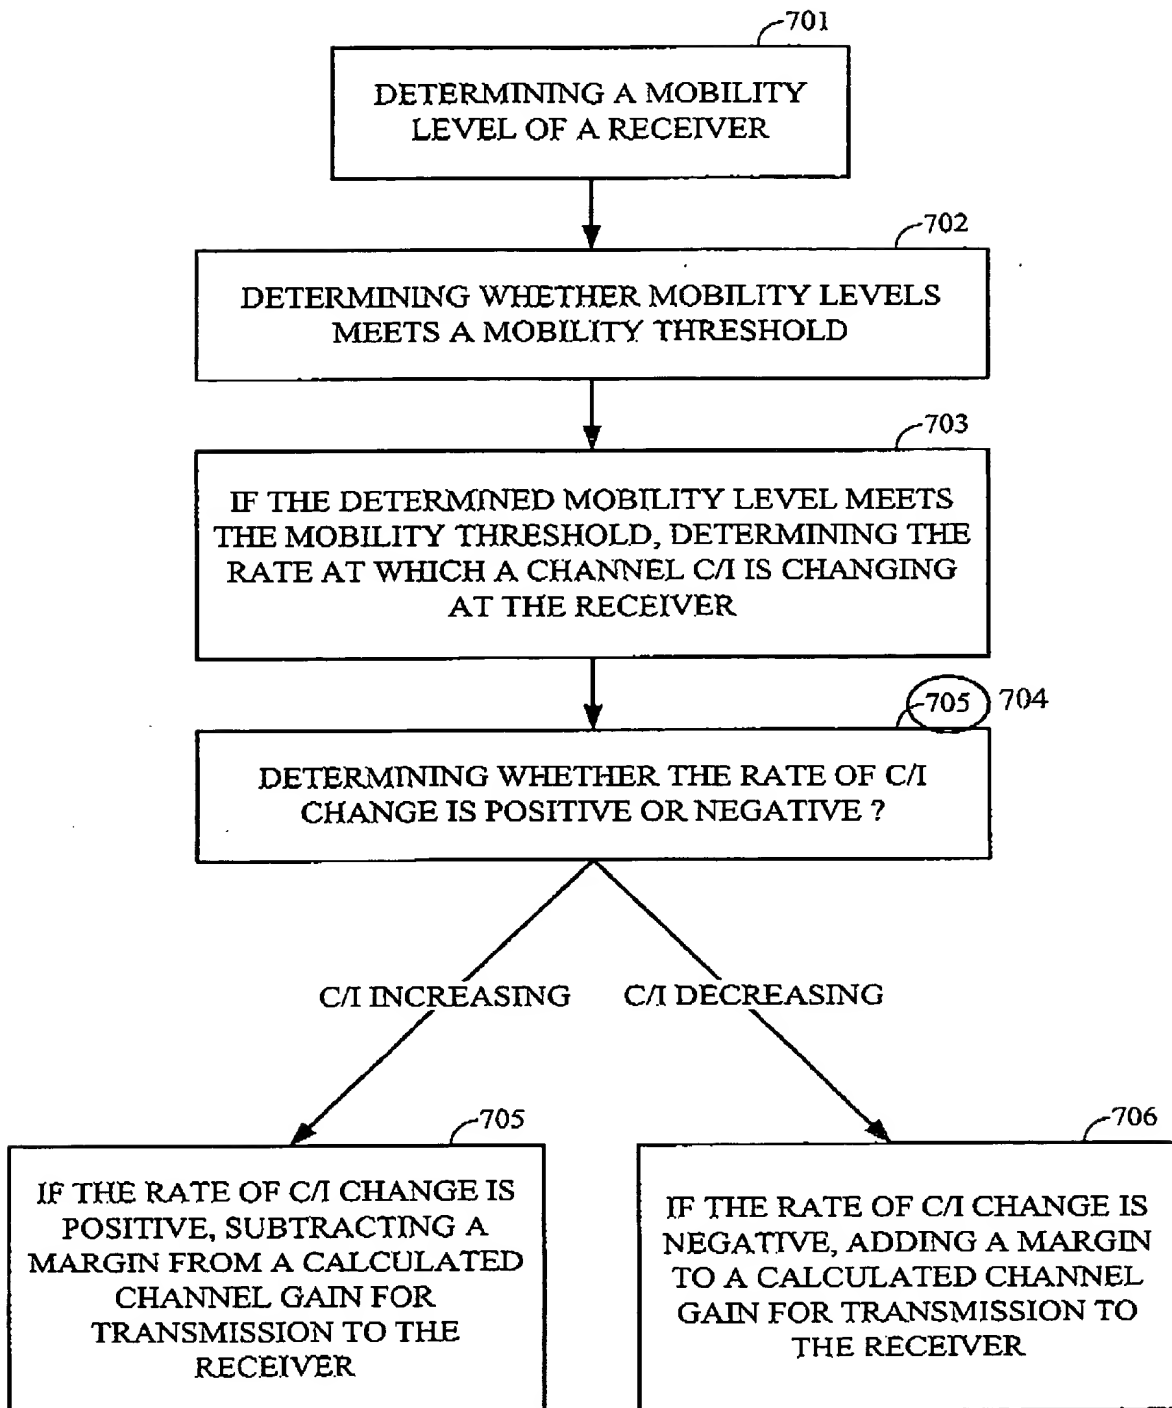 701
DETERMINING A MOBILITY
LEVEL OF A RECEIVER
702
DETERMINING WHETHER MOBILITY LEVELS
MEETS A MOBILITY THRESHOLD
703
IF THE DETERMINED MOBILITY LEVEL MEETS
THE MOBILITY THRESHOLD, DETERMINING THE
RATE AT WHICH A CHANNEL C/I IS CHANGING
AT THE RECEIVER
705 704
DETERMINING WHETHER THE RATE OF C/I
CHANGE IS POSITIVE OR NEGATIVE ?
C/I INCREASING C/I DECREASING
705
IF THE RATE OF C/I CHANGE IS
POSITIVE, SUBTRACTING A
MARGIN FROM A CALCULATED
CHANNEL GAIN FOR
TRANSMISSION TO THE
RECEIVER
706
IF THE RATE OF C/I CHANGE IS
NEGATIVE, ADDING A MARGIN
TO A CALCULATED CHANNEL
GAIN FOR TRANSMISSION TO
THE RECEIVER